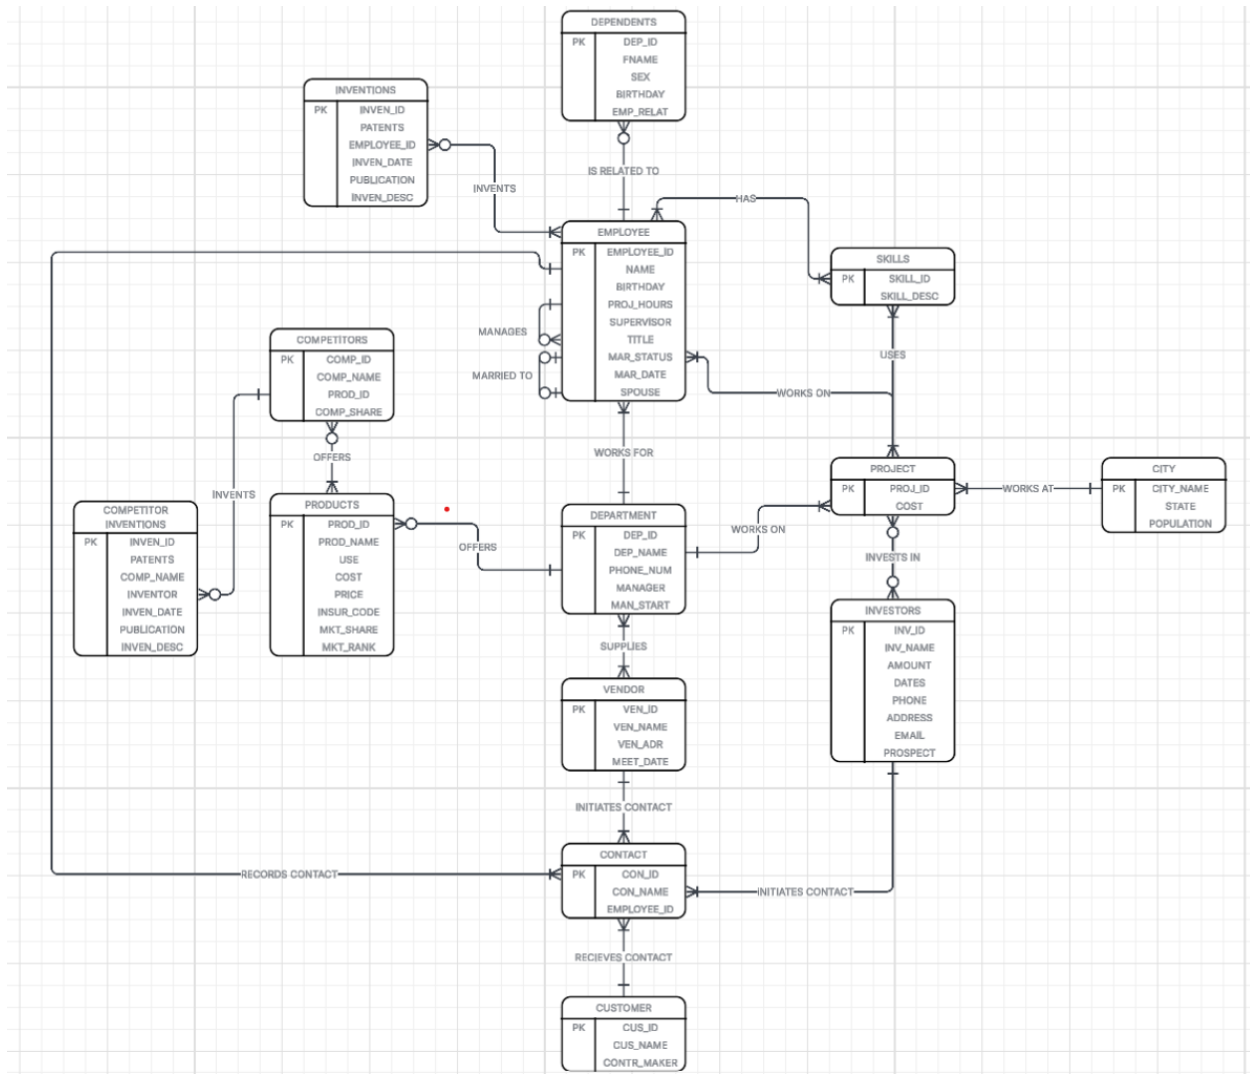 DEPENDENTS
PK DEP_ID
FNAME
SEX
BIRTHDAY
EMP_RELAT
INVENTIONS
PK INVEN_ID
PATENTS
EMPLOYEE_ID
INVEN_DATE
PUBLICATION
INVEN_DESC
IS RELATED TO
INVENTS
HAS
EMPLOYEE
PK EMPLOYEE_ID
NAME
BIRTHDAY
PROJ_HOURS
SUPERVISOR
TITLE
MAR_STATUS
MAR_DATE
SPOUSE
MANAGES
MARRIED TO
SKILLS
PK SKILL_ID
SKILL_DESC
USES
WORKS ON
COMPETITORS
PK COMP_ID
COMP_NAME
PROD_ID
COMP_SHARE
OFFERS
INVENTS
WORKS FOR
PROJECT
PK PROJ_ID
COST
WORKS AT
CITY
PK CITY_NAME
STATE
POPULATION
COMPETITOR
INVENTIONS
PK INVEN_ID
PATENTS
COMP_NAME
INVENTOR
INVEN_DATE
PUBLICATION
INVEN_DESC
PRODUCTS
PK PROD_ID
PROD_NAME
USE
COST
PRICE
INSUR_CODE
MKT_SHARE
MKT_RANK
OFFERS
DEPARTMENT
PK DEP_ID
DEP_NAME
PHONE_NUM
MANAGER
MAN_START
WORKS ON
INVESTS IN
INVESTORS
PK INV_ID
INV_NAME
AMOUNT
DATES
PHONE
ADDRESS
EMAIL
PROSPECT
SUPPLIES
VENDOR
PK VEN_ID
VEN_NAME
VEN_ADR
MEET_DATE
INITIATES CONTACT
CONTACT
PK CON_ID
CON_NAME
EMPLOYEE_ID
RECORDS CONTACT
INITIATES CONTACT
RECIEVES CONTACT
CUSTOMER
PK CUS_ID
CUS_NAME
CONTR_MAKER